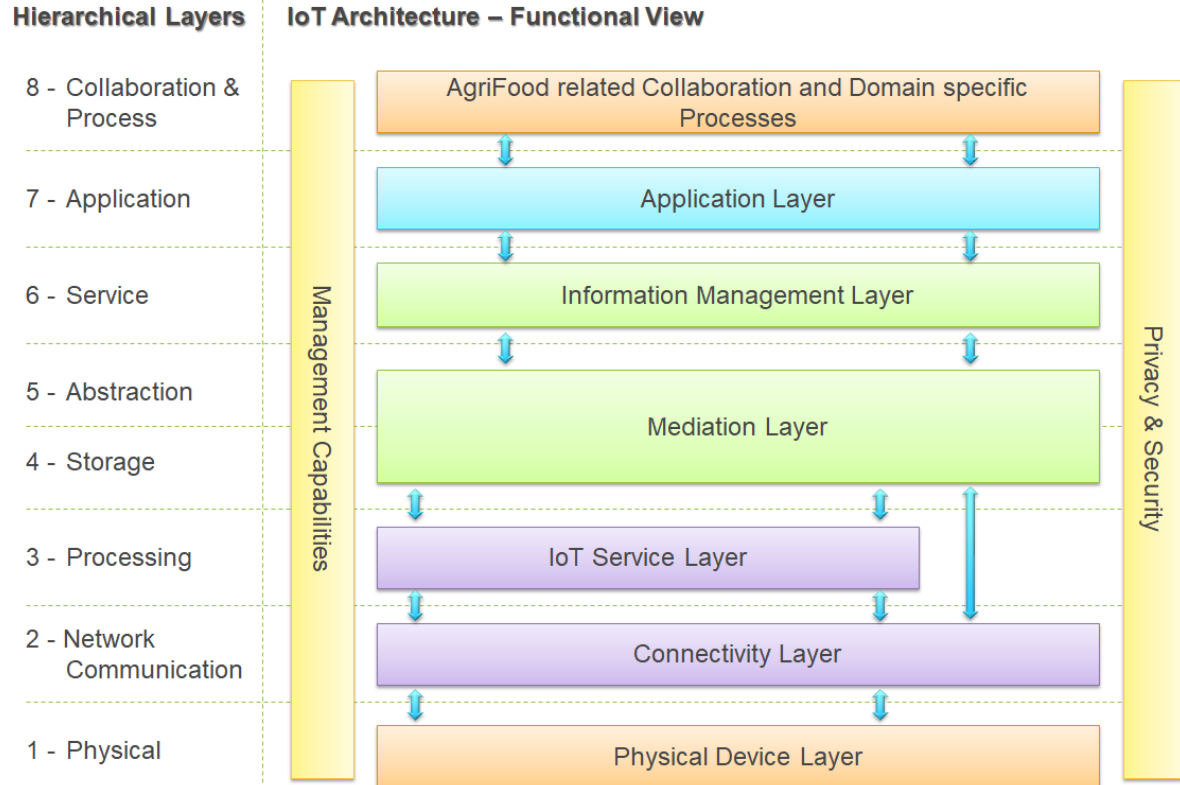 Hierarchical Layers
IoT Architecture – Functional View
8 - Collaboration &
Process
AgriFood related Collaboration and Domain specific
Processes
7 - Application
Application Layer
6 - Service
Information Management Layer
5 - Abstraction
Mediation Layer
4 - Storage
3 - Processing
IoT Service Layer
2 - Network
Communication
Connectivity Layer
1 - Physical
Physical Device Layer
Management Capabilities
Privacy & Security